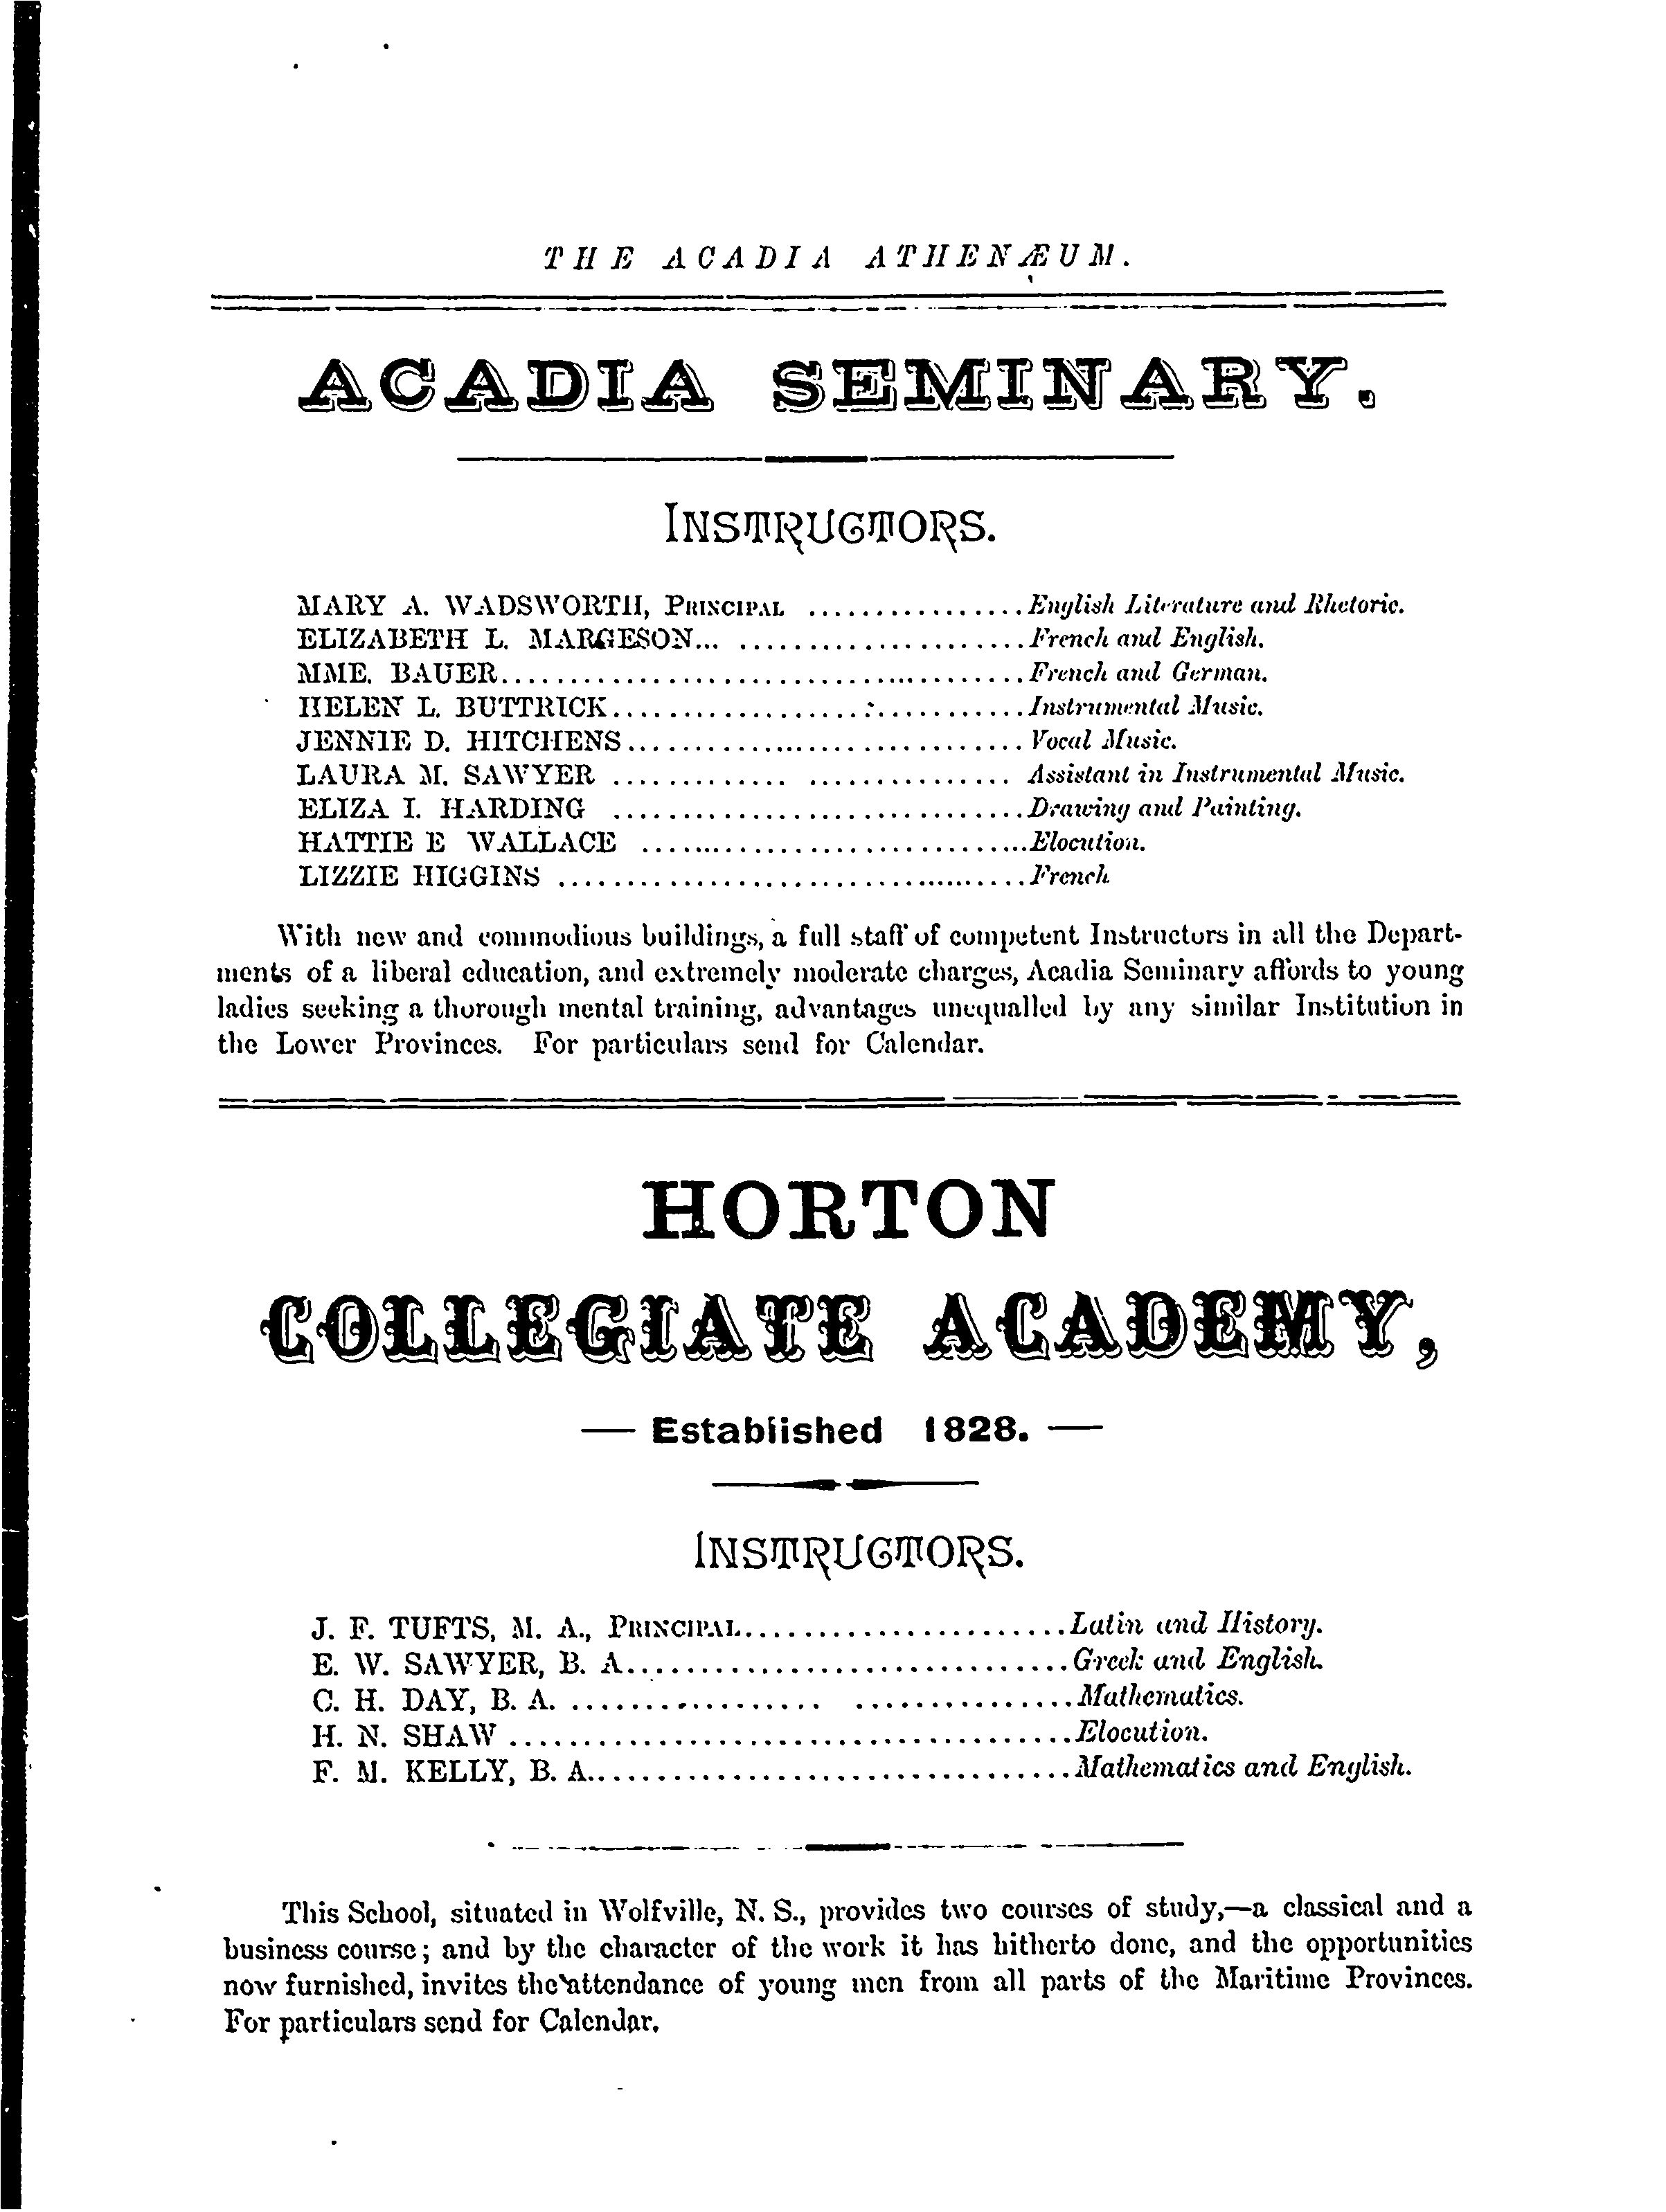 THE ACADIA ATHENÆUM.
ACADIA SEMINARY.
INSTRUCTORS.
MARY A. WADSWORTH, PRINCIPAL ................English Literature and Rhetoric.
ELIZABETH L. MARGESON... .....................French and English.
MME. BAUER......................................French and German.
HELEN L. BUTTRICK..............................Instrumental Music.
JENNIE D. HITCHENS............................. Vocal Music.
LAURA M. SAWYER ............. ............... Assistant in Instrumental Music.
ELIZA I. HARDING ..............................Drawing and Painting.
HATTIE E WALLACE ............................Elocution.
LIZZIE HIGGINS ..................................French
With new and commodious buildings, a full staff of competent Instructors in all the Depart-
ments of a liberal education, and extremely moderate charges, Acadia Seminary affords to young
ladies seeking a thorough mental training, advantages unequalled by any similar Institution in
the Lower Provinces. For particulars send for Calendar.
HORTON
COLLEGIATE ACADEMY,
— Established 1828. —
INSTRUCTORS.
J. F. TUFTS, M. A., PRINCIPAL.......................Latin and History.
E. W. SAWYER, B. A................................Greek and English.
C. H. DAY, B. A. .................. ................Mathematics.
H. N. SHAW .......................................Elocution.
F. M. KELLY, B. A..................................Mathematics and English.
This School, situated in Wolfville, N. S., provides two courses of study,—a classical and a
business course; and by the character of the work it has hitherto done, and the opportunities
now furnished, invites the attendance of young men from all parts of the Maritime Provinces.
For particulars send for Calendar.